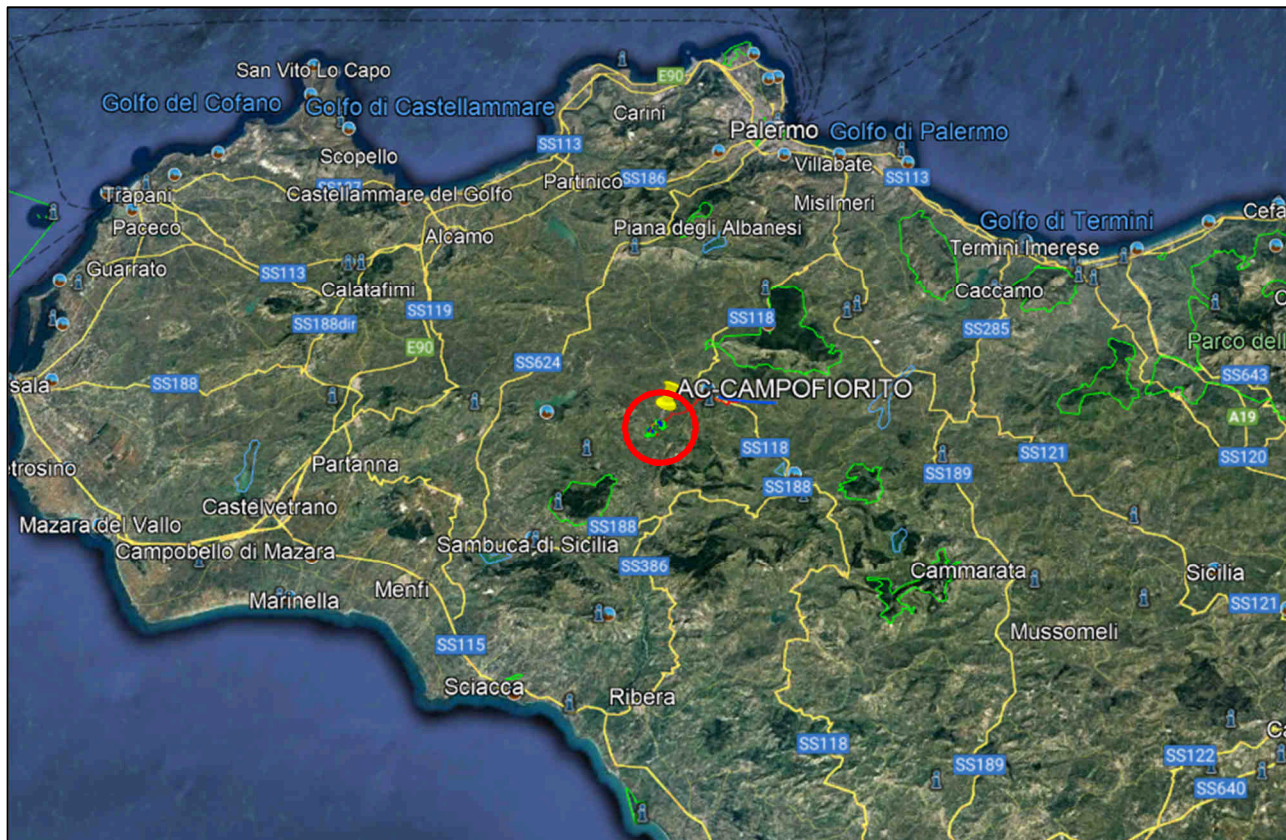 San Vito Lo Capo
E90
Golfo del Cofano
Golfo di Castellammare
Carini
Palermo
Golfo di Palermo
SS113
Scopello
Villabate
SS113
Partinico
SS186
Trapani
Castellammare del Golfo
Misilmeri
Paceco
Piana degli Albanesi
Golfo di Termini
Alcamo
Termini Imerese
Guarrato
SS113
Calatafimi
Caccamo
SS119
SS118
SS188dir
SS285
E90
Parco dell
SS624
SS643
SS188
AC-CAMPOFIORITO
A19
SS118
SS121
SS120
Partanna
SS189
SS188
Castelvetrano
Mazara del Vallo
SS188
Sambuca di Sicilia
Campobello di Mazara
SS386
Cammarata
Sicilia
Menfi
Marinella
SS121
Mussomeli
SS115
Sciacca
Ribera
SS118
SS122
SS189
SS640